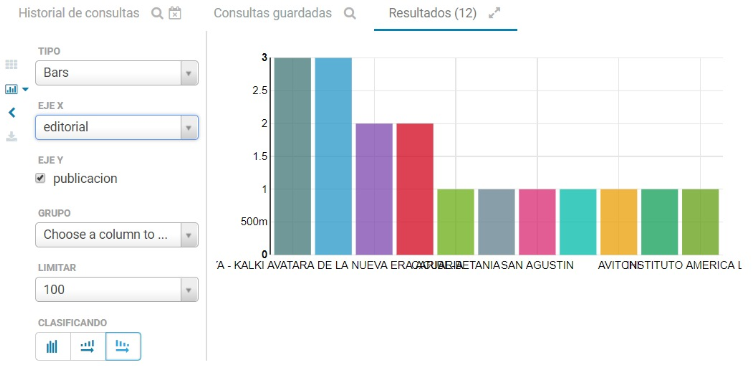 Historial de consultas
Consultas guardadas
Resultados (12)
TIPO
Bars
EJE X
editorial
EJE Y
publicacion
GRUPO
Choose a column to ...
LIMITAR
100
CLASIFICANDO
3
2.5
2
1.5
1
500m
0
A - KALKI AVATARA DE LA NUEVA ERA
BETANIA
SAN AGUSTIN
INSTITUTO AMERICA L